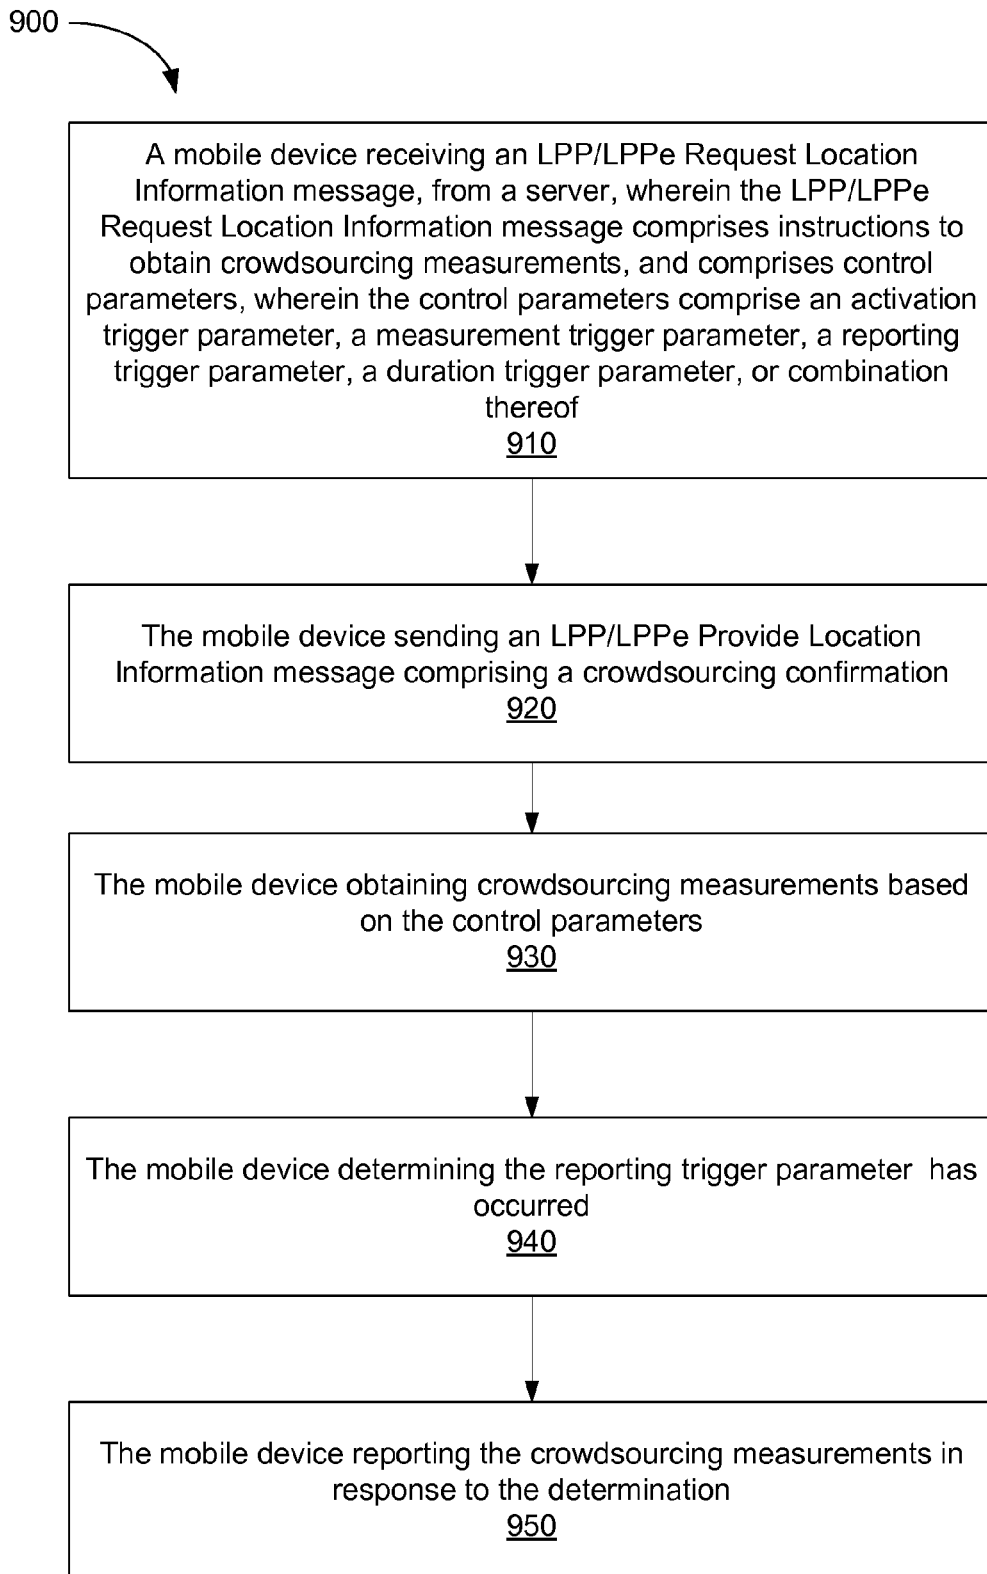 900
A mobile device receiving an LPP/LPPe Request Location
Information message, from a server, wherein the LPP/LPPe
Request Location Information message comprises instructions to
obtain crowdsourcing measurements, and comprises control
parameters, wherein the control parameters comprise an activation
trigger parameter, a measurement trigger parameter, a reporting
trigger parameter, a duration trigger parameter, or combination
thereof
910
The mobile device sending an LPP/LPPe Provide Location
Information message comprising a crowdsourcing confirmation
920
The mobile device obtaining crowdsourcing measurements based
on the control parameters
930
The mobile device determining the reporting trigger parameter has
occurred
940
The mobile device reporting the crowdsourcing measurements in
response to the determination
950